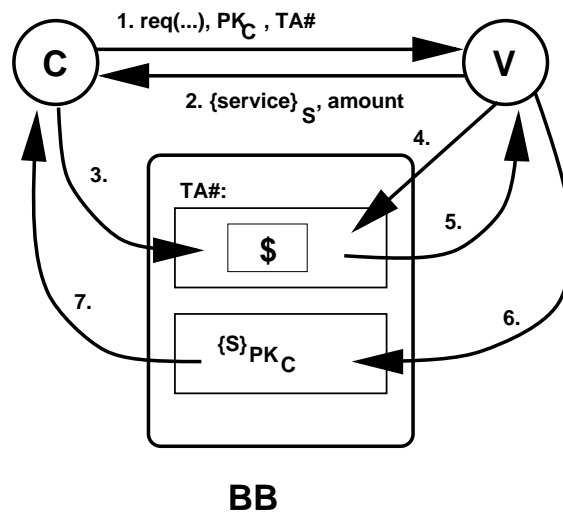 1. req(...), PK_C , TA#
C
V
2. {service}_S, amount
3.
4.
TA#:
$
5.
7.
6.
{S}_PK_C
BB